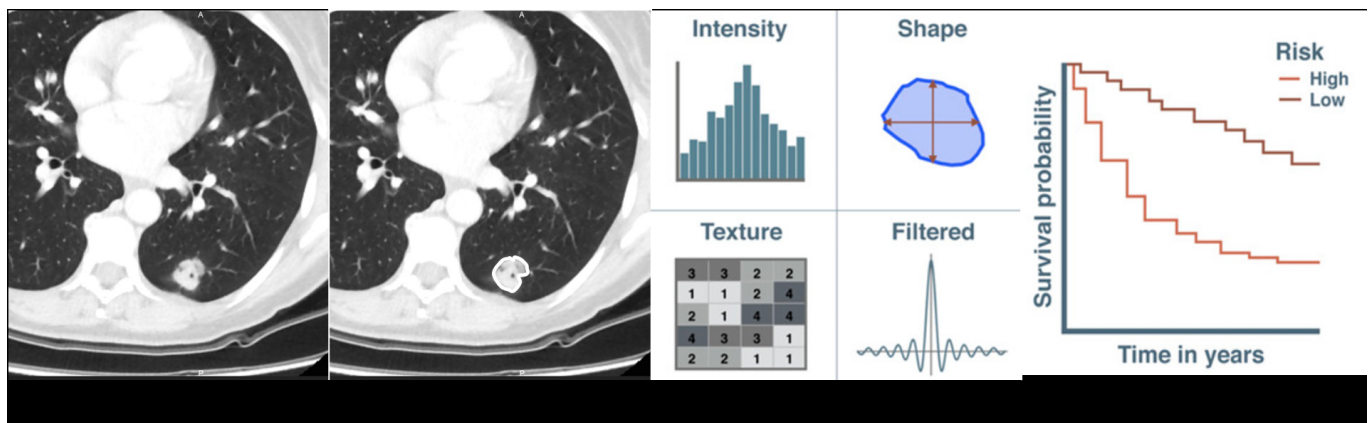 A
P
A
P
Intensity
Shape
Texture
3 3 2 2
1 1 2 4
2 1 4 4
4 3 3 1
2 2 1 1
Filtered
Survival probability
Risk
High
Low
Time in years